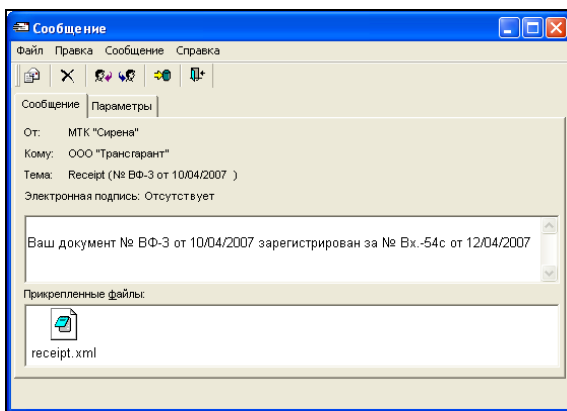 Сообщение
Файл Правка Сообщение Справка
Сообщение Параметры
От: МТК "Сирена"
Кому: ООО "Трансгарант"
Тема: Receipt (№ ВФ-3 от 10/04/2007 )
Электронная подпись: Отсутствует
Ваш документ № ВФ-3 от 10/04/2007 зарегистрирован за № Вх.-54с от 12/04/2007
Прикрепленные файлы:
receipt.xml